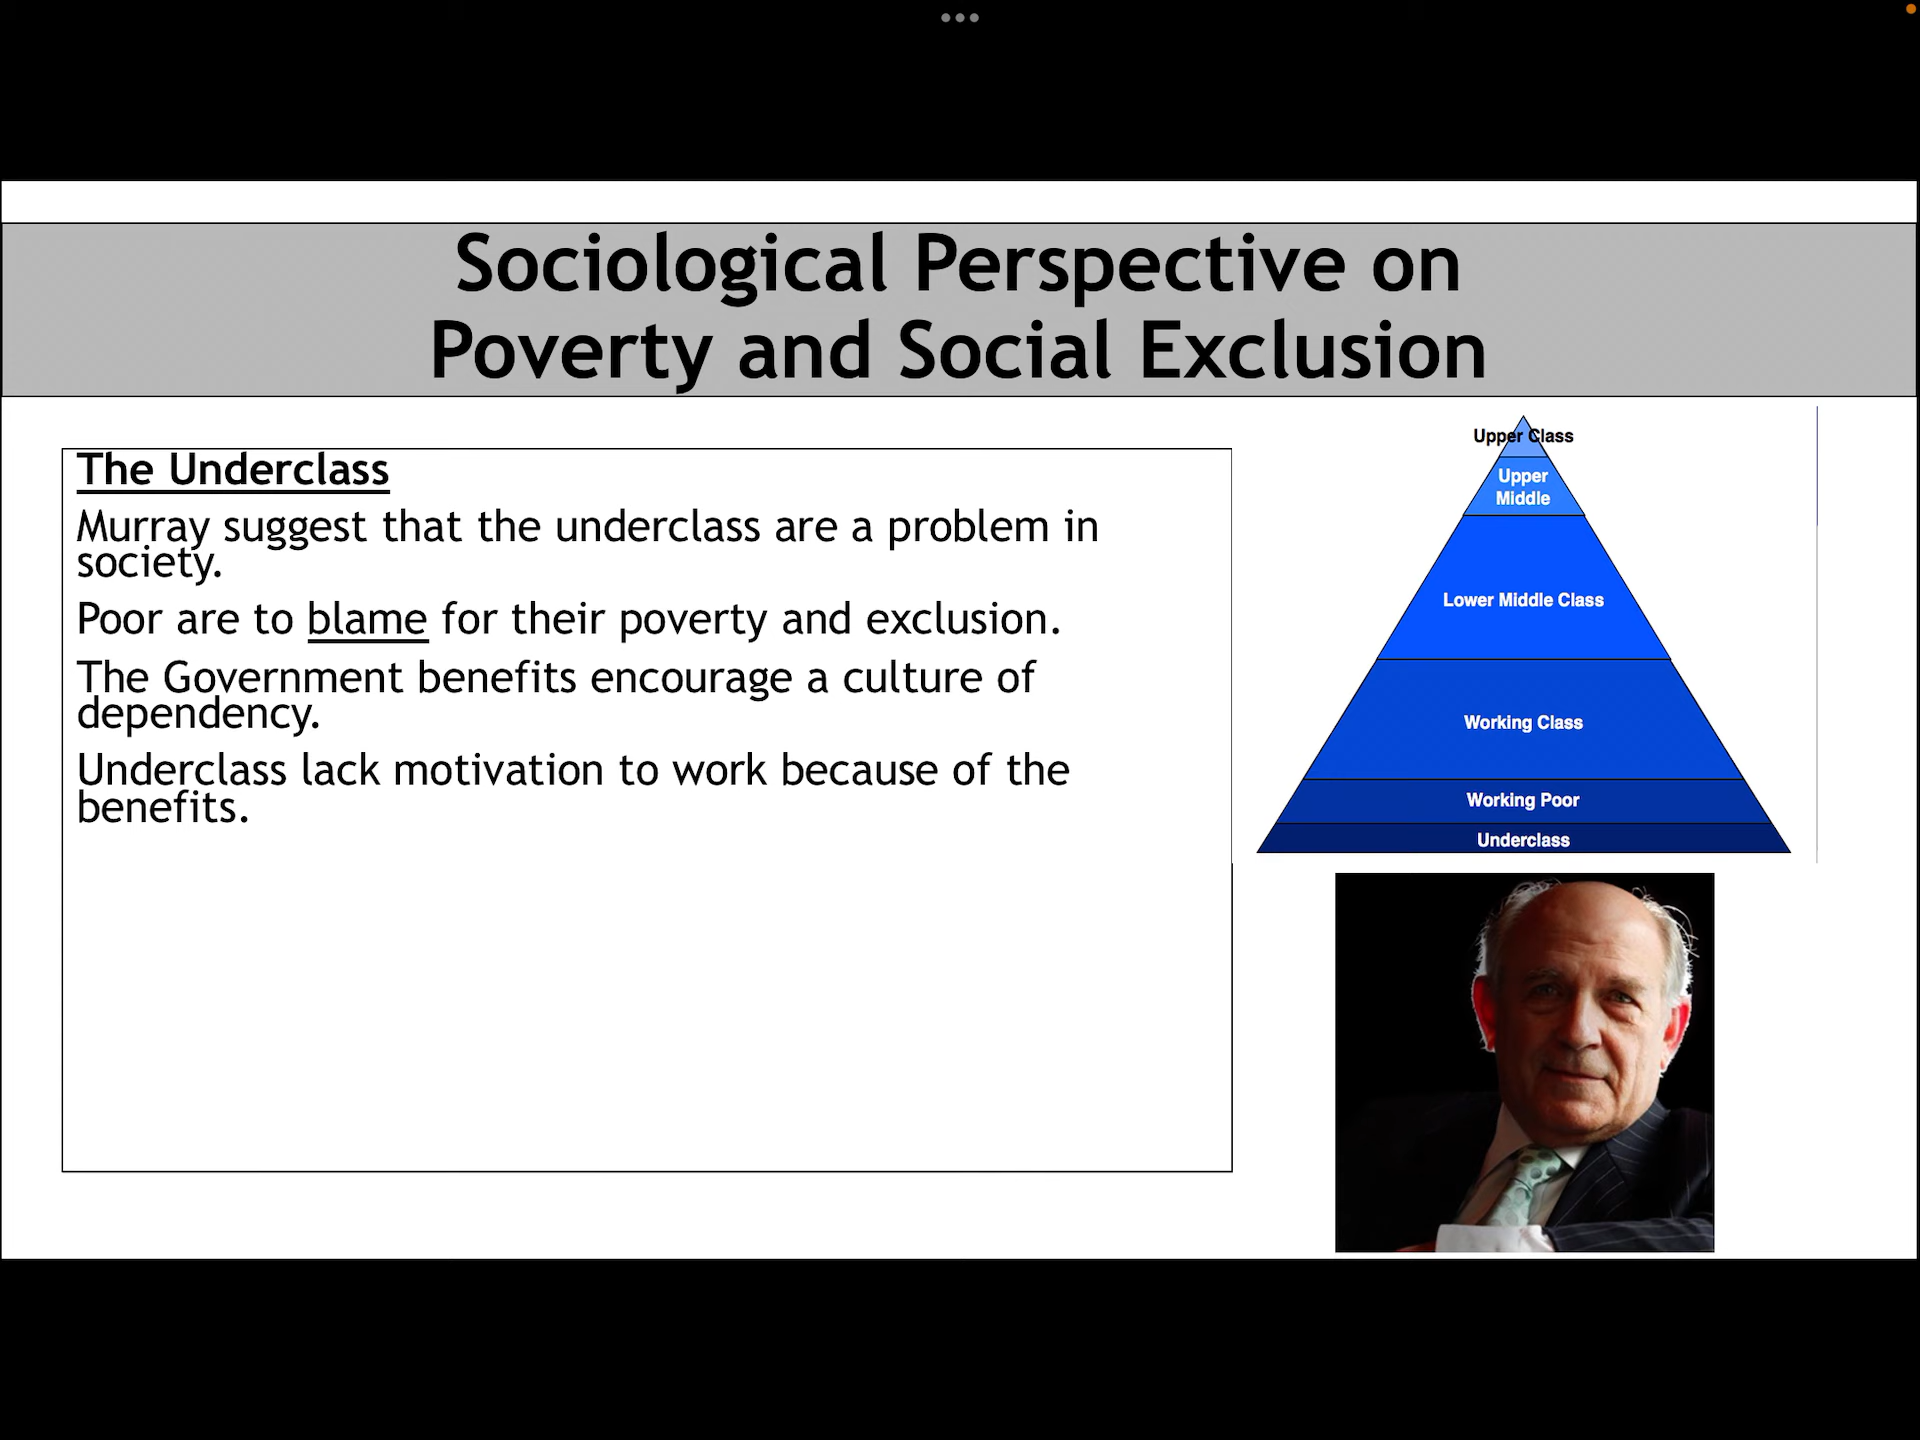 Sociological Perspective on
Poverty and Social Exclusion
The Underclass
Murray suggest that the underclass are a problem in
society.
Poor are to blame for their poverty and exclusion.
The Government benefits encourage a culture of
dependency.
Underclass lack motivation to work because of the
benefits.
Upper Class
Upper
Middle
Lower Middle Class
Working Class
Working Poor
Underclass